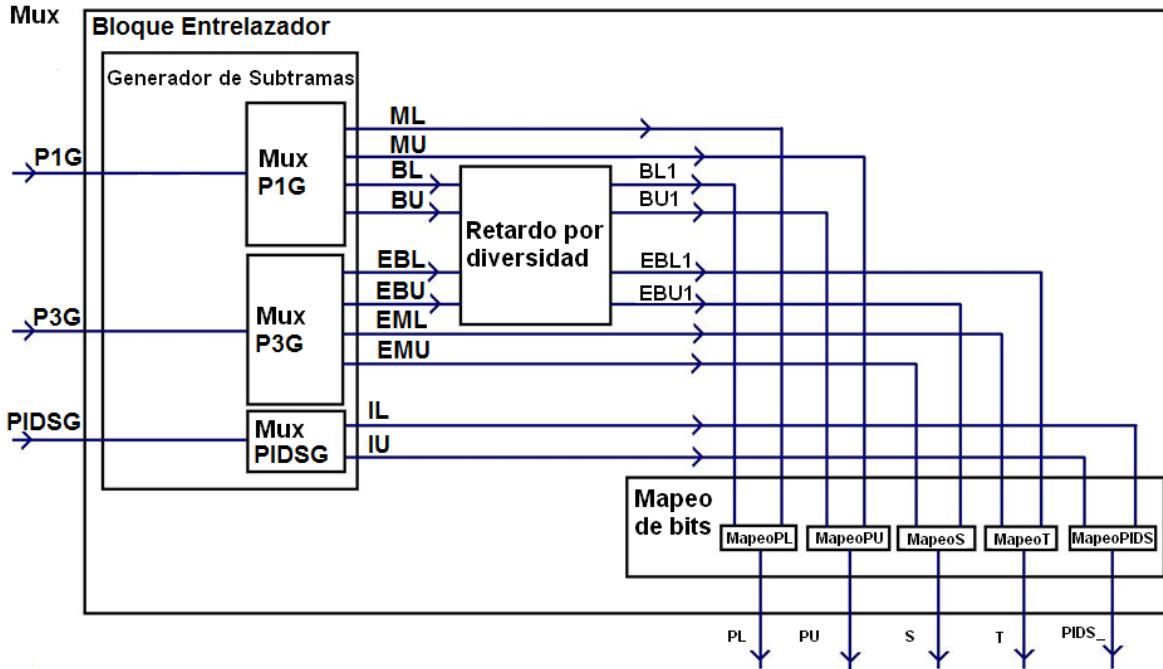 Mux
Bloque Entrelazador
Generador de Subtramas
P1G
Mux
P1G
ML
MU
BL
BU
Retardo por
diversidad
BL1
BU1
EBL1
EBU1
P3G
Mux
P3G
EBL
EBU
EML
EMU
PIDSG
Mux
PIDSG
IL
IU
Mapeo
de bits
MapeoPL
MapeoPU
MapeoS
MapeoT
MapeoPIDS
PL
PU
S
T
PIDS_